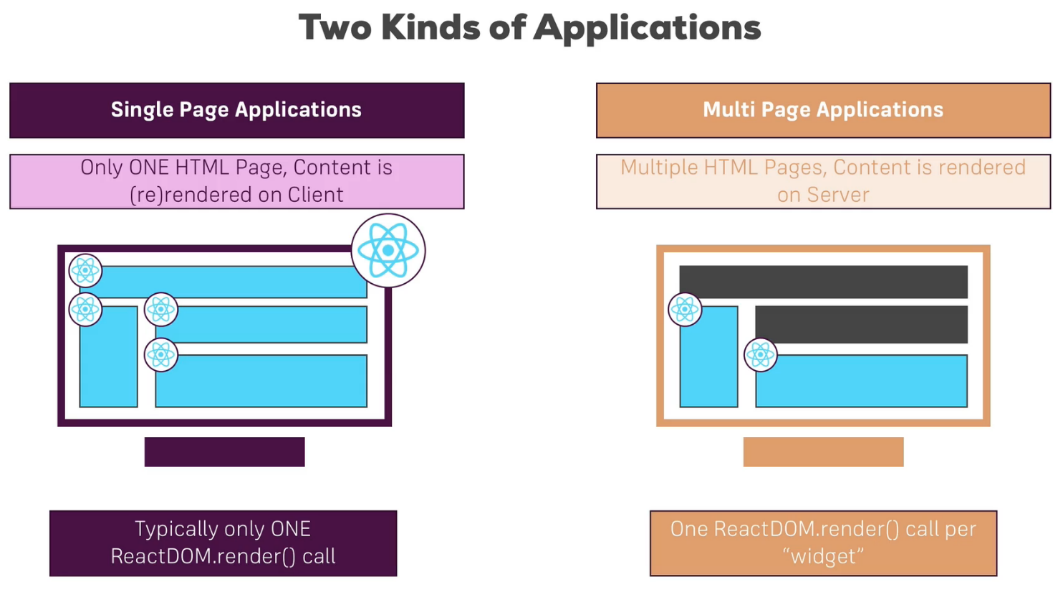 Two Kinds of Applications
Single Page Applications
Only ONE HTML Page, Content is
(re)rendered on Client
Typically only ONE
ReactDOM.render() call
Multi Page Applications
Multiple HTML Pages, Content is rendered
on Server
One ReactDOM.render() call per
“widget“